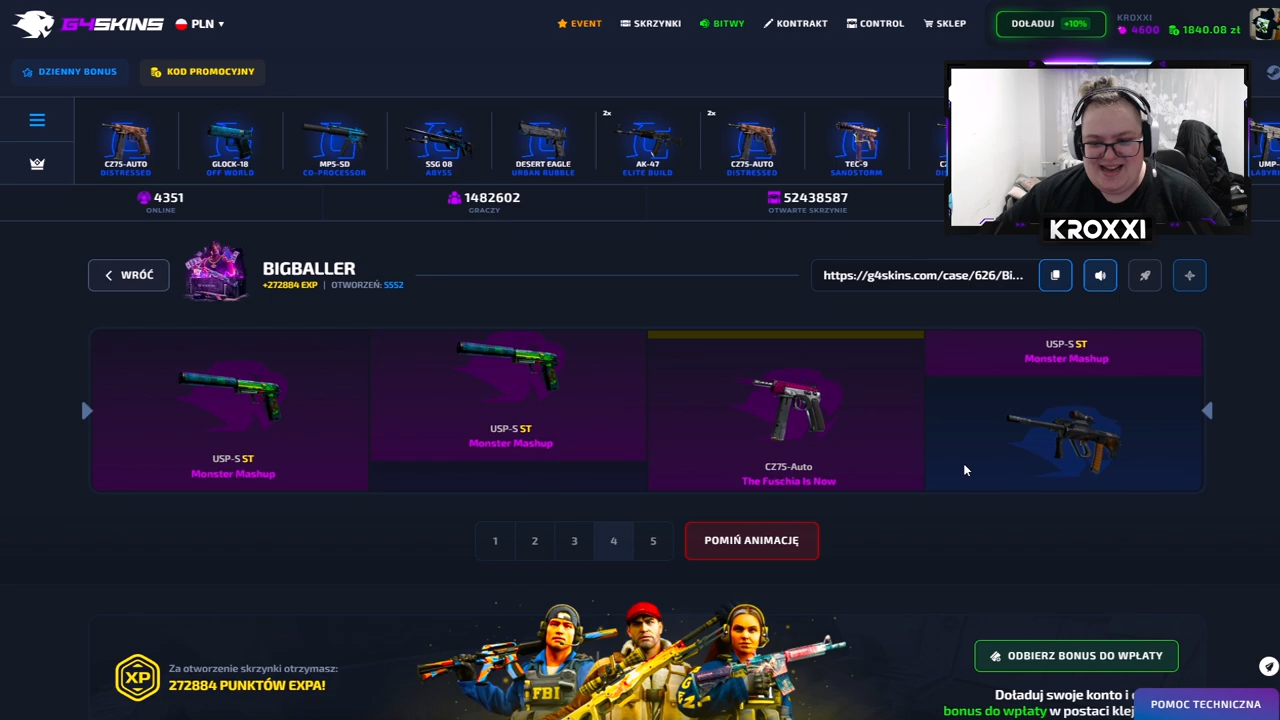 G4SKINS
PLN
EVENT
SKRZYNKI
BITWY
KONTRAKT
CONTROL
SKLEP
DOŁADUJ +10%
KROXXI
4600 1840.08 zł
DZIENNY BONUS
KOD PROMOCYJNY
CZ75-AUTO
DISTRESSED
GLOCK-18
OFF WORLD
MP5-SD
CO-PROCESSOR
SSG 08
ABYSS
DESERT EAGLE
URBAN RUBBLE
2x
AK-47
ELITE BUILD
2x
CZ75-AUTO
DISTRESSED
TEC-9
SANDSTORM
4351
ONLINE
1482602
GRACZY
52438587
OTWARTE SKRZYNIE
KROXXI
WRÓĆ
BIGBALLER
+272884 EXP | OTWORZEŃ: 5552
https://g4skins.com/case/626/Bi...
USP-S ST
Monster Mashup
USP-S ST
Monster Mashup
CZ75-Auto
The Fuschia Is Now
USP-S ST
Monster Mashup
1 2 3 4 5
POMIŃ ANIMACJĘ
XP
Za otworzenie skrzynki otrzymasz:
272884 PUNKTÓW EXPA!
FBI
ODBIERZ BONUS DO WPŁATY
Doładuj swoje konto i
bonus do wpłaty w postaci
POMOC TECHNICZNA